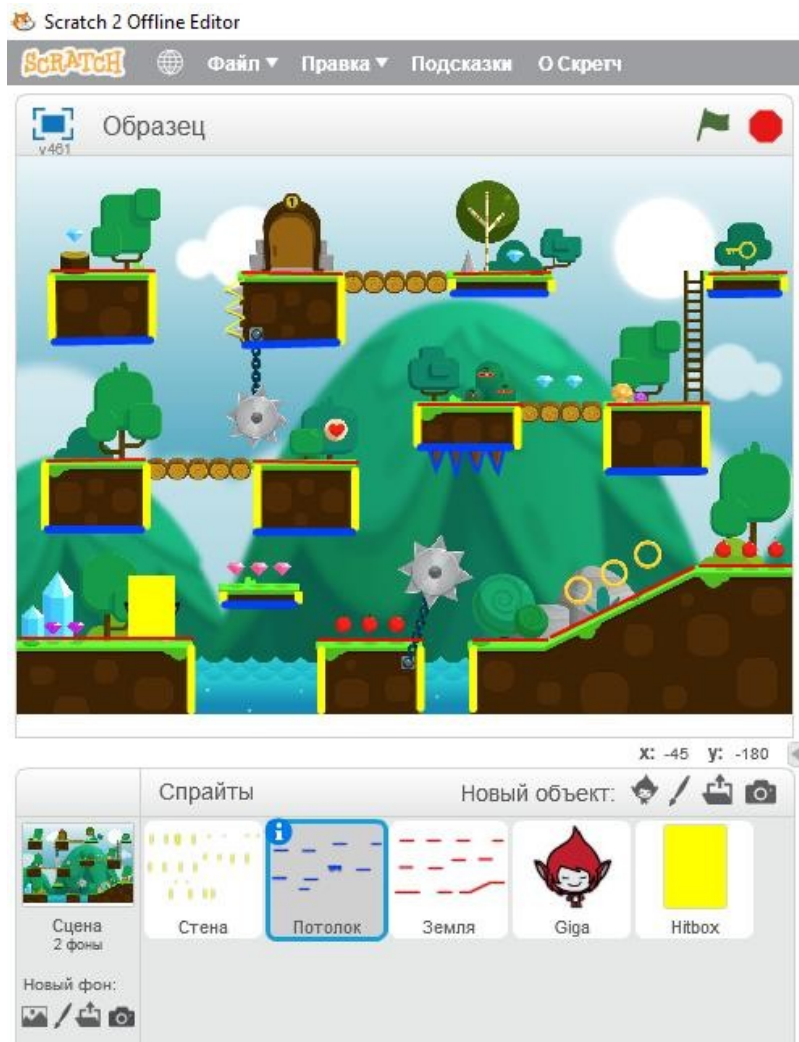 Scratch 2 Offline Editor
SCRATCH Файл Правка Подсказки О Скретч
Образец
v461
1
x: -45 y: -180
Спрайты Новый объект:
Стена Потолок Земля Giga Hitbox
Сцена
2 фоны
Новый фон: